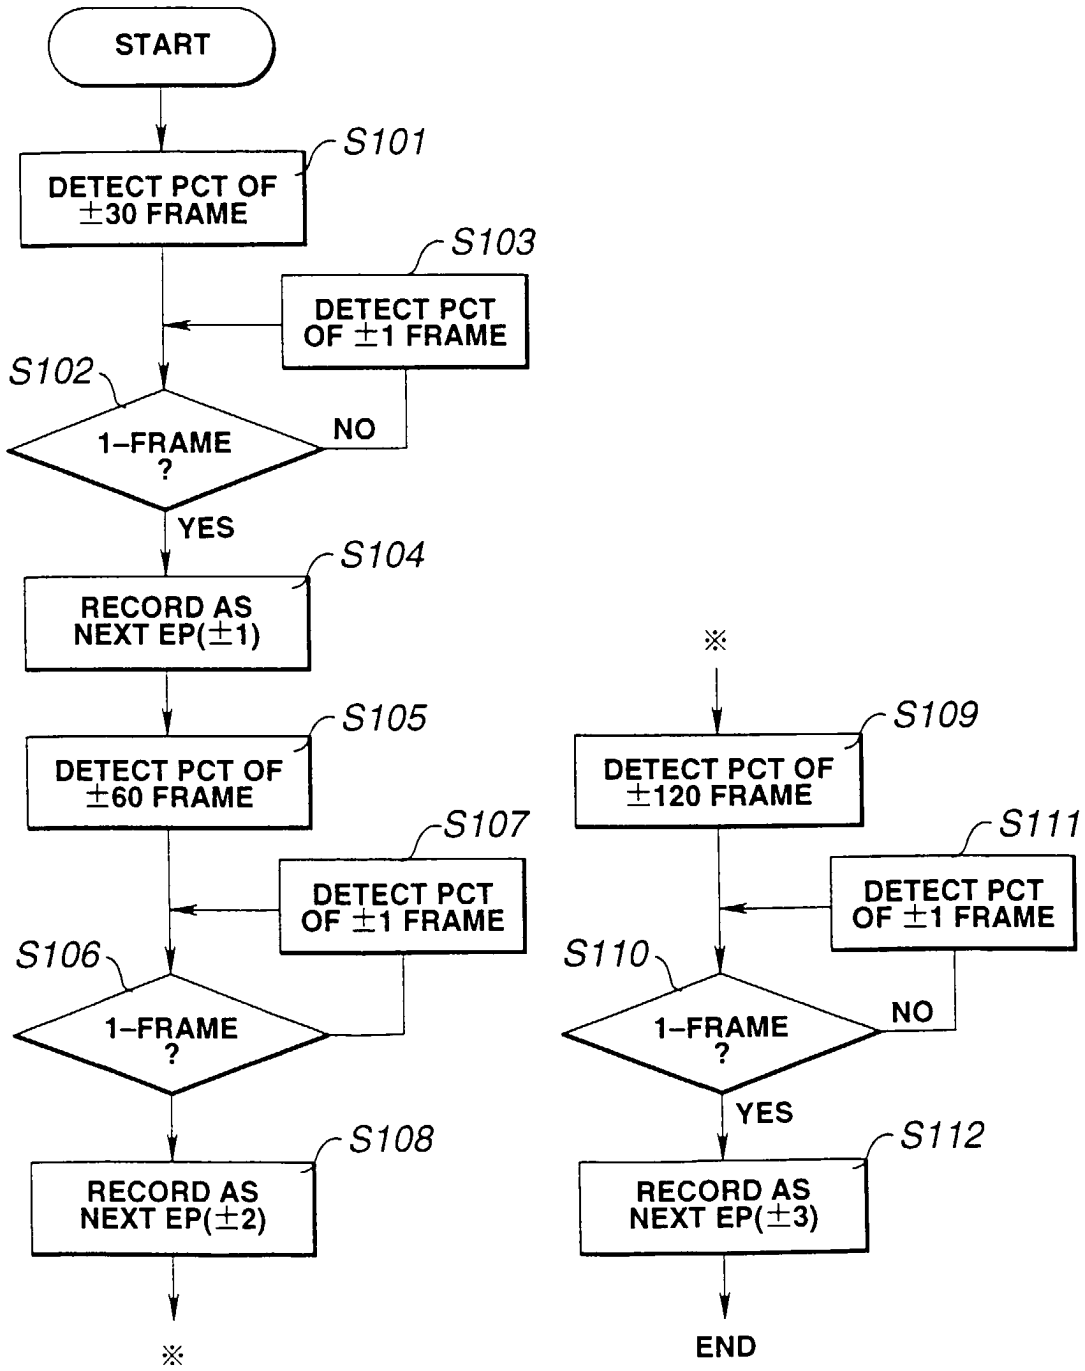 START
S101
DETECT PCT OF
±30 FRAME
S103
DETECT PCT
OF ±1 FRAME
S102
1–FRAME
?
NO
YES
S104
RECORD AS
NEXT EP(±1)
S105
DETECT PCT OF
±60 FRAME
S107
DETECT PCT
OF ±1 FRAME
S106
1–FRAME
?
S108
RECORD AS
NEXT EP(±2)
※
※
S109
DETECT PCT OF
±120 FRAME
S111
DETECT PCT
OF ±1 FRAME
S110
1–FRAME
?
NO
YES
S112
RECORD AS
NEXT EP(±3)
END